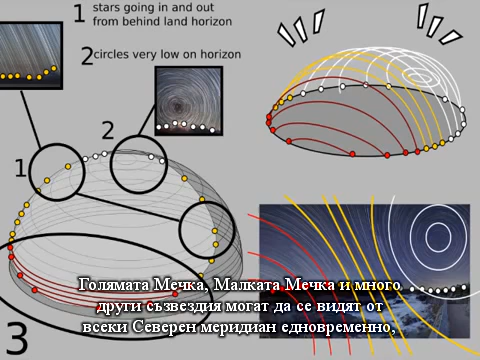 1 stars going in and out
from behind land horizon
2 circles very low on horizon
2
1
3
Голямата Мечка, Малката Мечка и много
други съзвездия могат да се видят от
всеки Северен меридиан едновременно,